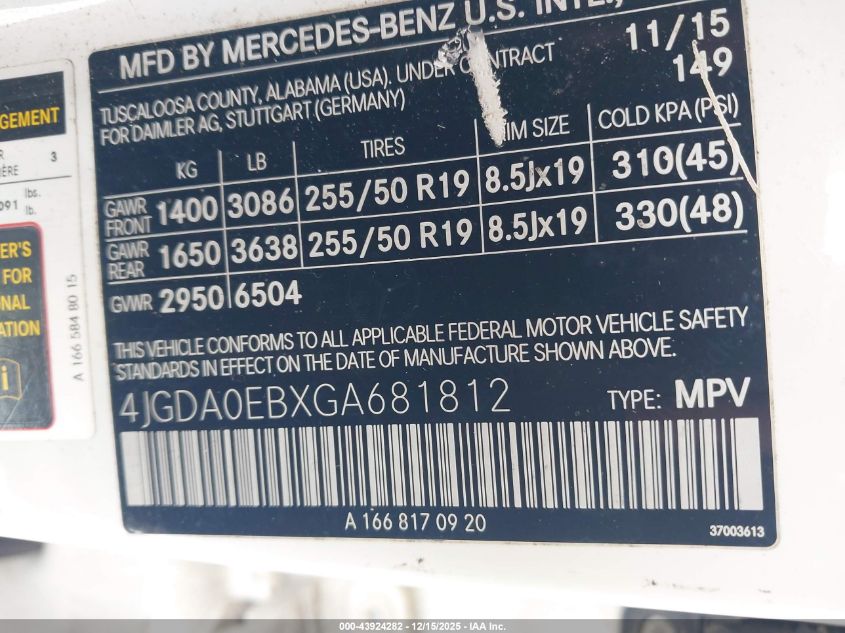 MFD BY MERCEDES-BENZ U.S. INTL.,
TUSCALOOSA COUNTY, ALABAMA (USA). UNDER CONTRACT
FOR DAIMLER AG, STUTTGART (GERMANY)
11/15
149
KG LB TIRES RIM SIZE COLD KPA (PSI)
GAWR FRONT 1400 3086 255/50 R19 8.5Jx19 310(45)
GAWR REAR 1650 3638 255/50 R19 8.5Jx19 330(48)
GVWR 2950 6504
THIS VEHICLE CONFORMS TO ALL APPLICABLE FEDERAL MOTOR VEHICLE SAFETY
STANDARDS IN EFFECT ON THE DATE OF MANUFACTURE SHOWN ABOVE.
4JGDA0EBXGA681812 TYPE: MPV
A 166 817 09 20
37003613
3
lbs.
lb.
FOR
A 166 584 80 15
000-43924282 - 12/15/2025 - IAA Inc.